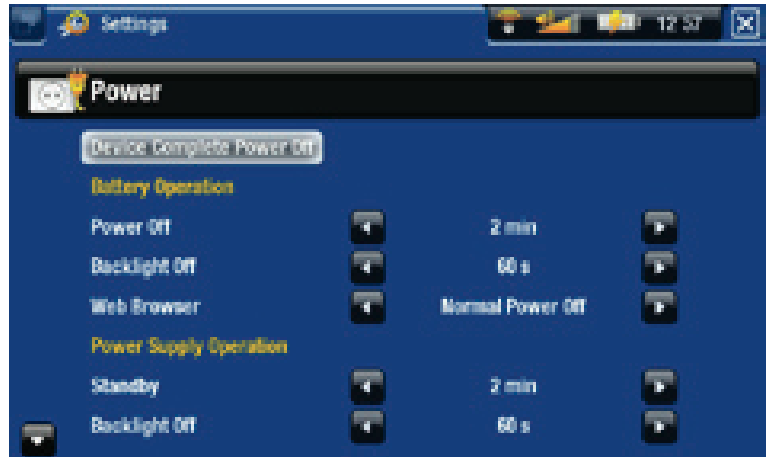 Settings 12:57
Power
Device Complete Power Off
Battery Operation
Power Off 2 min
Backlight Off 60 s
Web Browser Normal Power Off
Power Supply Operation
Standby 2 min
Backlight Off 60 s